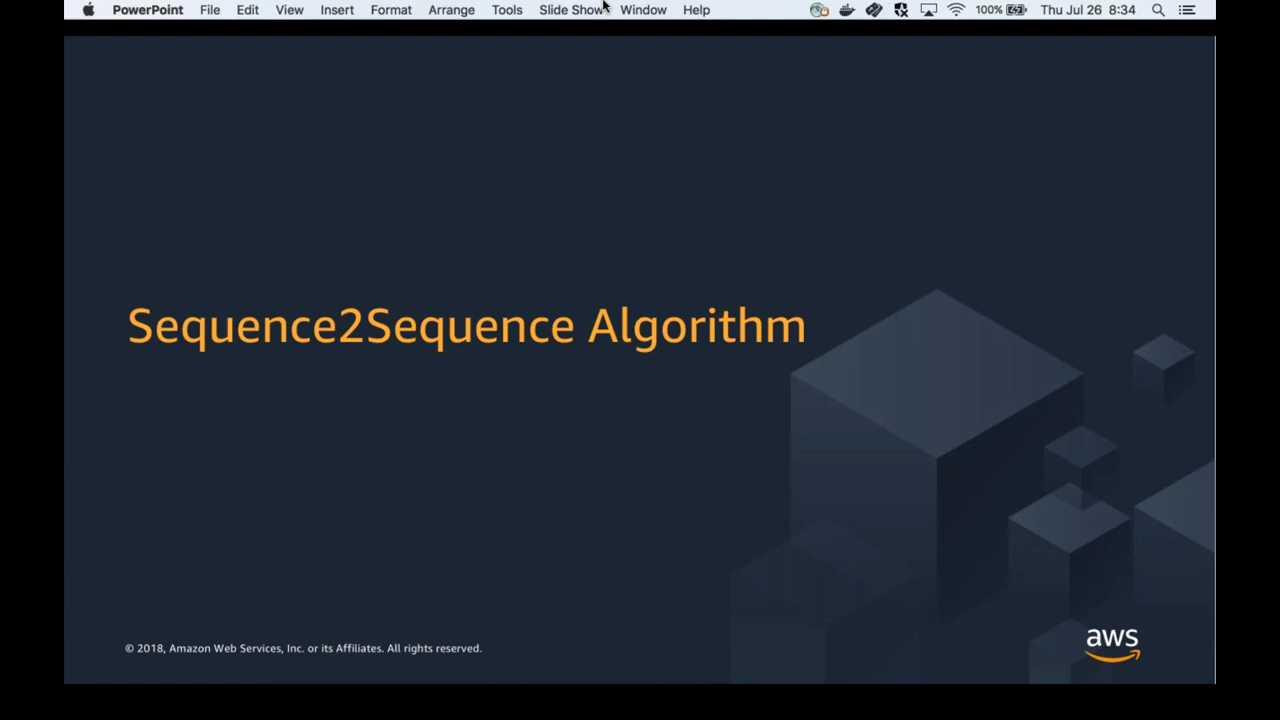 PowerPoint File Edit View Insert Format Arrange Tools Slide Show Window Help 100% Thu Jul 26 8:34
Sequence2Sequence Algorithm
© 2018, Amazon Web Services, Inc. or its Affiliates. All rights reserved.
aws